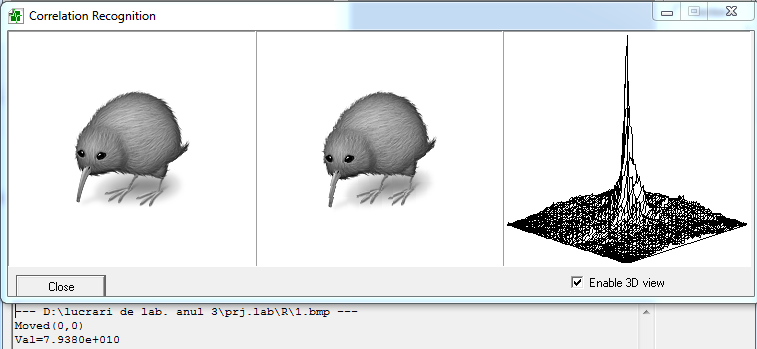 Correlation Recognition
Close
Enable 3D view
--- D:\lucrari de lab. anul 3\prj.lab\R\1.bmp ---
Moved(0,0)
Val=7.9380e+010